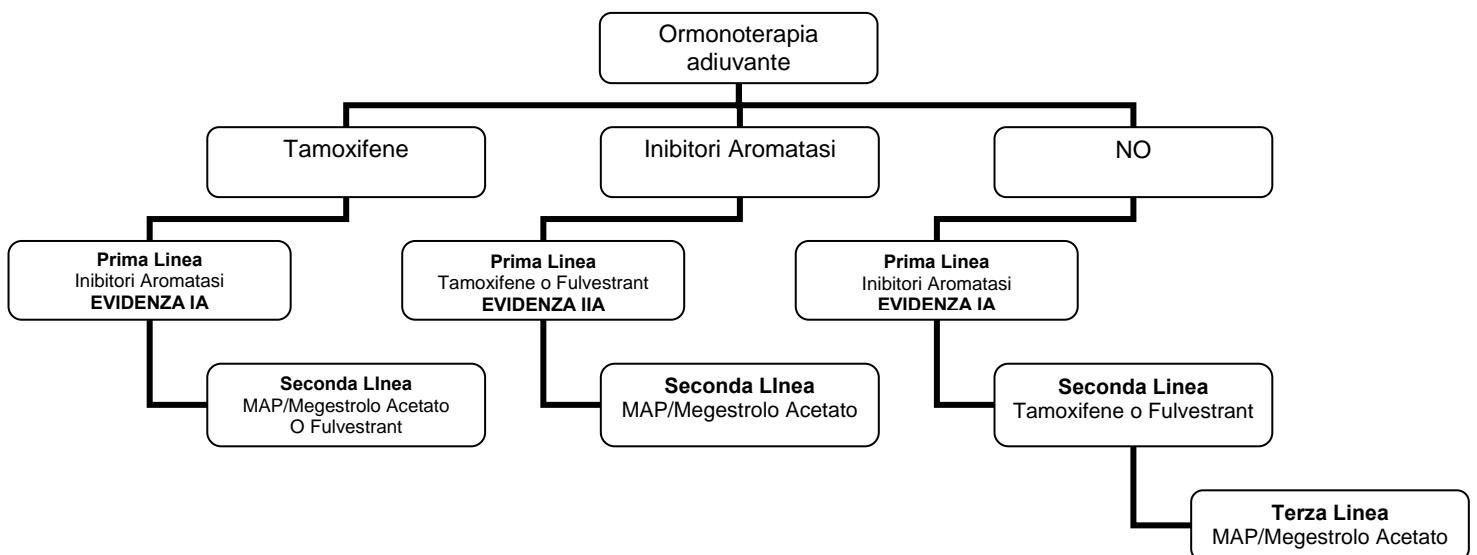 Ormonoterapia
adiuvante
Tamoxifene
Inibitori Aromatasi
NO
Prima Linea
Inibitori Aromatasi
EVIDENZA IA
Prima Linea
Tamoxifene o Fulvestrant
EVIDENZA IIA
Prima Linea
Inibitori Aromatasi
EVIDENZA IA
Seconda LInea
MAP/Megestrolo Acetato
O Fulvestrant
Seconda LInea
MAP/Megestrolo Acetato
Seconda Linea
Tamoxifene o Fulvestrant
Terza Linea
MAP/Megestrolo Acetato